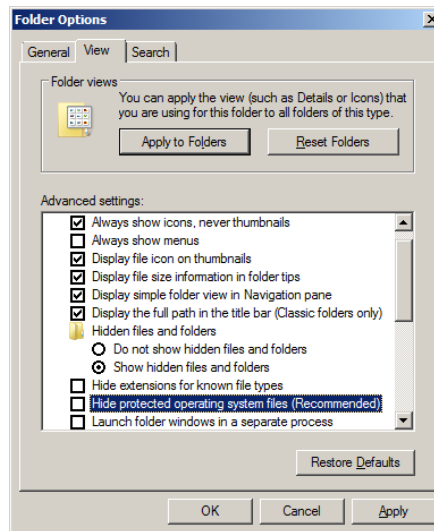 Folder Options
General View Search
Folder views
You can apply the view (such as Details or Icons) that
you are using for this folder to all folders of this type.
Apply to Folders Reset Folders
Advanced settings:
Always show icons, never thumbnails
Always show menus
Display file icon on thumbnails
Display file size information in folder tips
Display simple folder view in Navigation pane
Display the full path in the title bar (Classic folders only)
Hidden files and folders
Do not show hidden files and folders
Show hidden files and folders
Hide extensions for known file types
Hide protected operating system files (Recommended)
Launch folder windows in a separate process
Restore Defaults
OK Cancel Apply